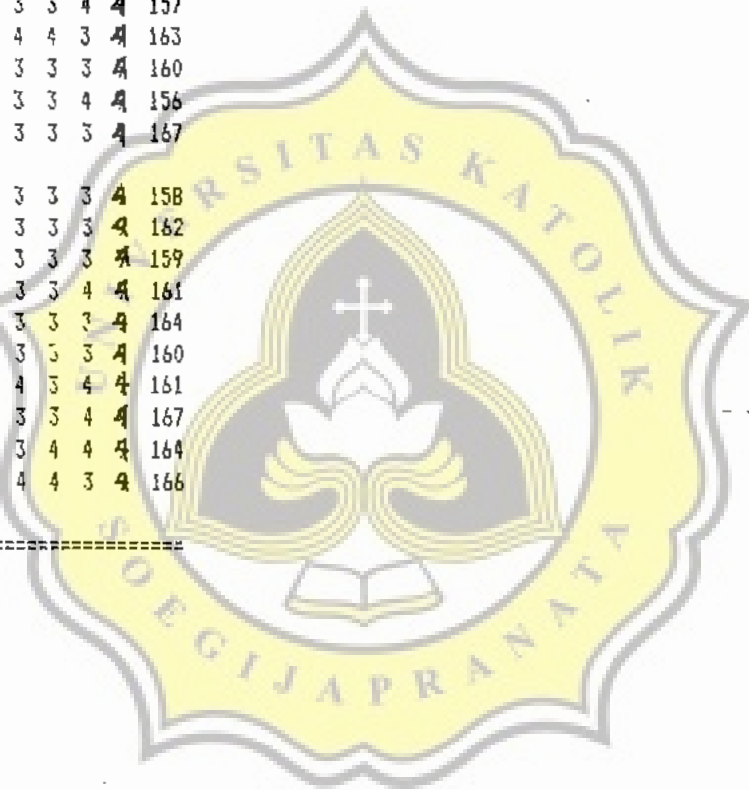 3 3 4 4 157
4 4 3 4 163
3 3 3 4 160
3 3 4 4 156
3 3 3 4 167
3 3 3 4 158
3 3 3 4 162
3 3 3 4 159
3 3 4 4 161
3 3 3 4 164
3 3 3 4 160
4 3 4 4 161
3 3 4 4 167
3 4 4 4 164
4 4 3 4 166
UNIVERSITAS KATOLIK
SOEGIJAPRANATA